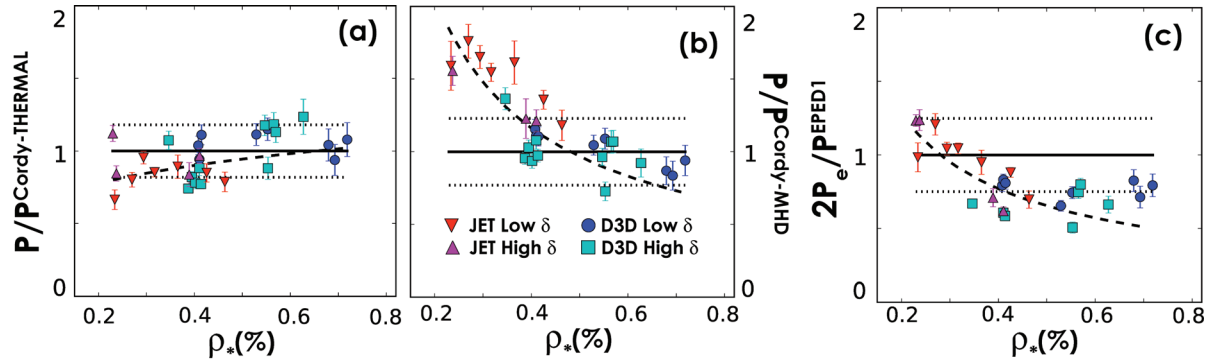 P/P^Cordy-THERMAL
2
1
0
(a)
0.2 0.4 0.6 0.8
ρ*(%)
(b)
▼ JET Low δ ● D3D Low δ
▲ JET High δ ■ D3D High δ
0.2 0.4 0.6 0.8
ρ*(%)
2
1
0
P/P^Cordy-MHD
2P_e/P^EPED1
2
1
0
(c)
0.2 0.4 0.6 0.8
ρ*(%)